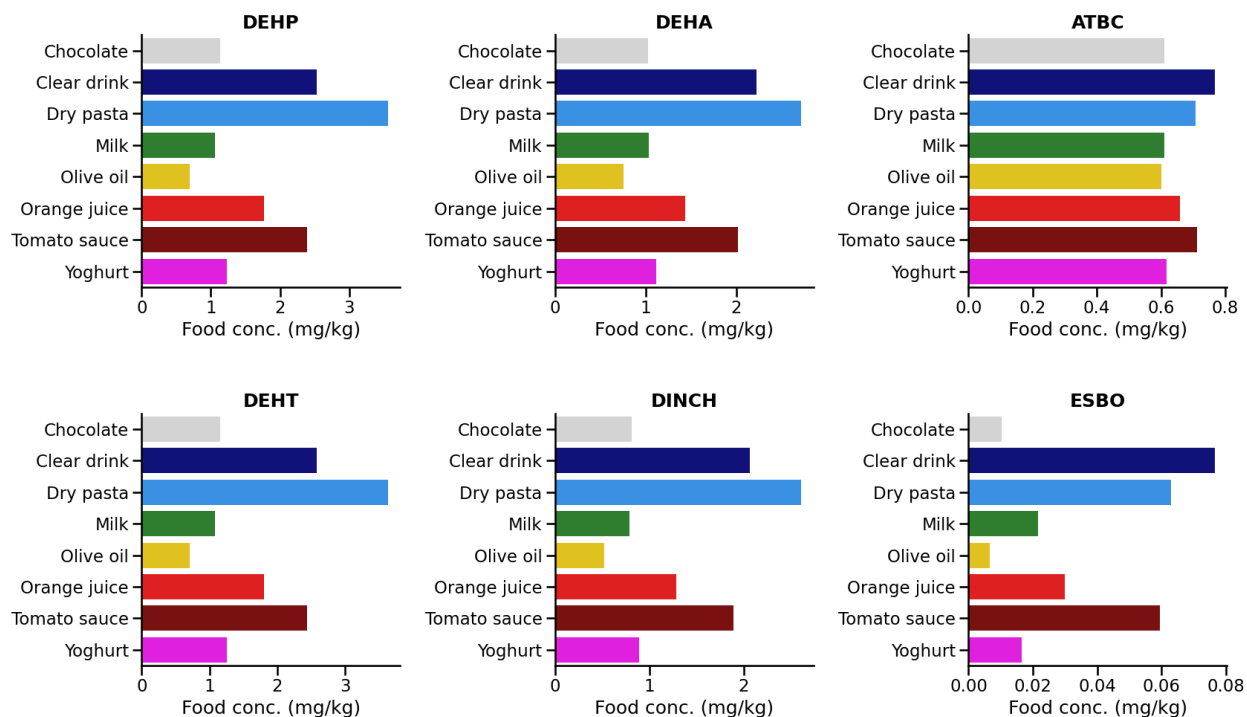 DEHP
Chocolate
Clear drink
Dry pasta
Milk
Olive oil
Orange juice
Tomato sauce
Yoghurt
0 1 2 3
Food conc. (mg/kg)
DEHA
Chocolate
Clear drink
Dry pasta
Milk
Olive oil
Orange juice
Tomato sauce
Yoghurt
0 1 2
Food conc. (mg/kg)
ATBC
Chocolate
Clear drink
Dry pasta
Milk
Olive oil
Orange juice
Tomato sauce
Yoghurt
0.0 0.2 0.4 0.6 0.8
Food conc. (mg/kg)
DEHT
Chocolate
Clear drink
Dry pasta
Milk
Olive oil
Orange juice
Tomato sauce
Yoghurt
0 1 2 3
Food conc. (mg/kg)
DINCH
Chocolate
Clear drink
Dry pasta
Milk
Olive oil
Orange juice
Tomato sauce
Yoghurt
0 1 2
Food conc. (mg/kg)
ESBO
Chocolate
Clear drink
Dry pasta
Milk
Olive oil
Orange juice
Tomato sauce
Yoghurt
0.00 0.02 0.04 0.06 0.08
Food conc. (mg/kg)